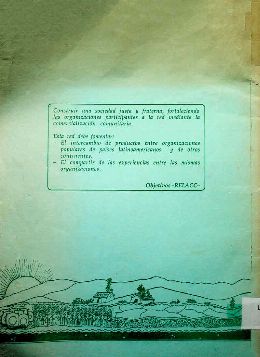 Construir una sociedad justa y fraterna, fortaleciendo
las organizaciones participantes a la red mediante la
comercialización comunitaria.
Esta red debe fomentar:
- El intercambio de productos entre organizaciones
populares de países latinoamericanos y de otros
continentes.
- El compartir de las experiencias entre las mismas
organizaciones.
Objetivos -RELACC-